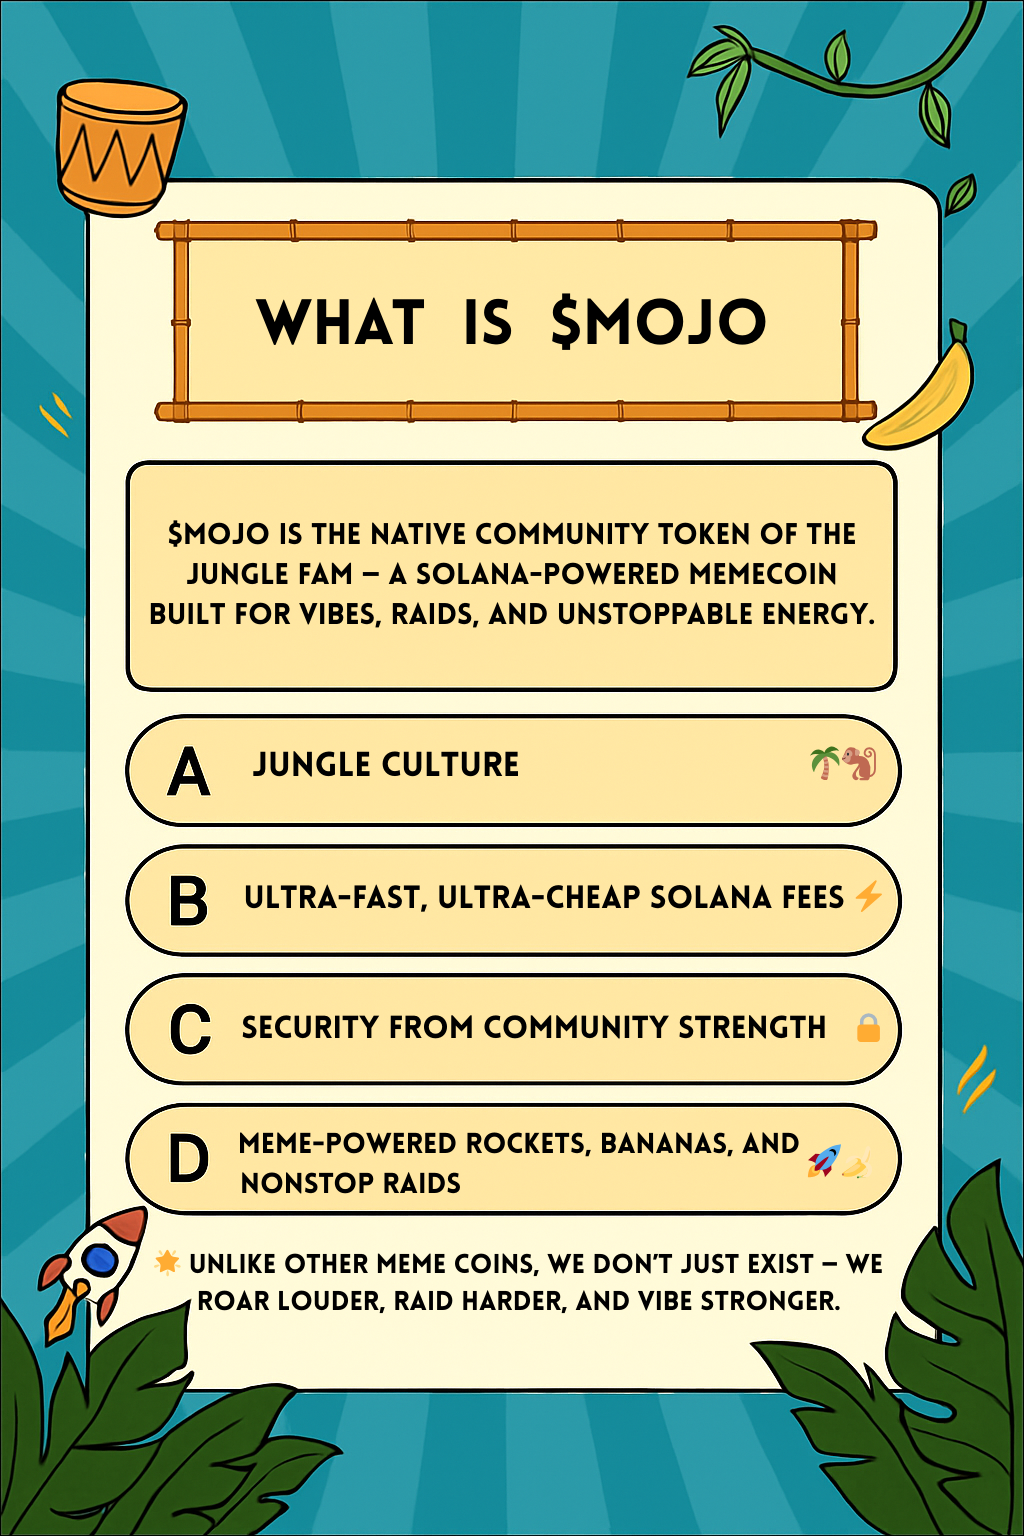 WHAT IS $MOJO
$MOJO IS THE NATIVE COMMUNITY TOKEN OF THE
JUNGLE FAM – A SOLANA-POWERED MEMECOIN
BUILT FOR VIBES, RAIDS, AND UNSTOPPABLE ENERGY.
A JUNGLE CULTURE 🌴🐒
B ULTRA-FAST, ULTRA-CHEAP SOLANA FEES ⚡
C SECURITY FROM COMMUNITY STRENGTH 🔒
D MEME-POWERED ROCKETS, BANANAS, AND 🚀🍌
NONSTOP RAIDS
🌟 UNLIKE OTHER MEME COINS, WE DON'T JUST EXIST – WE
ROAR LOUDER, RAID HARDER, AND VIBE STRONGER.